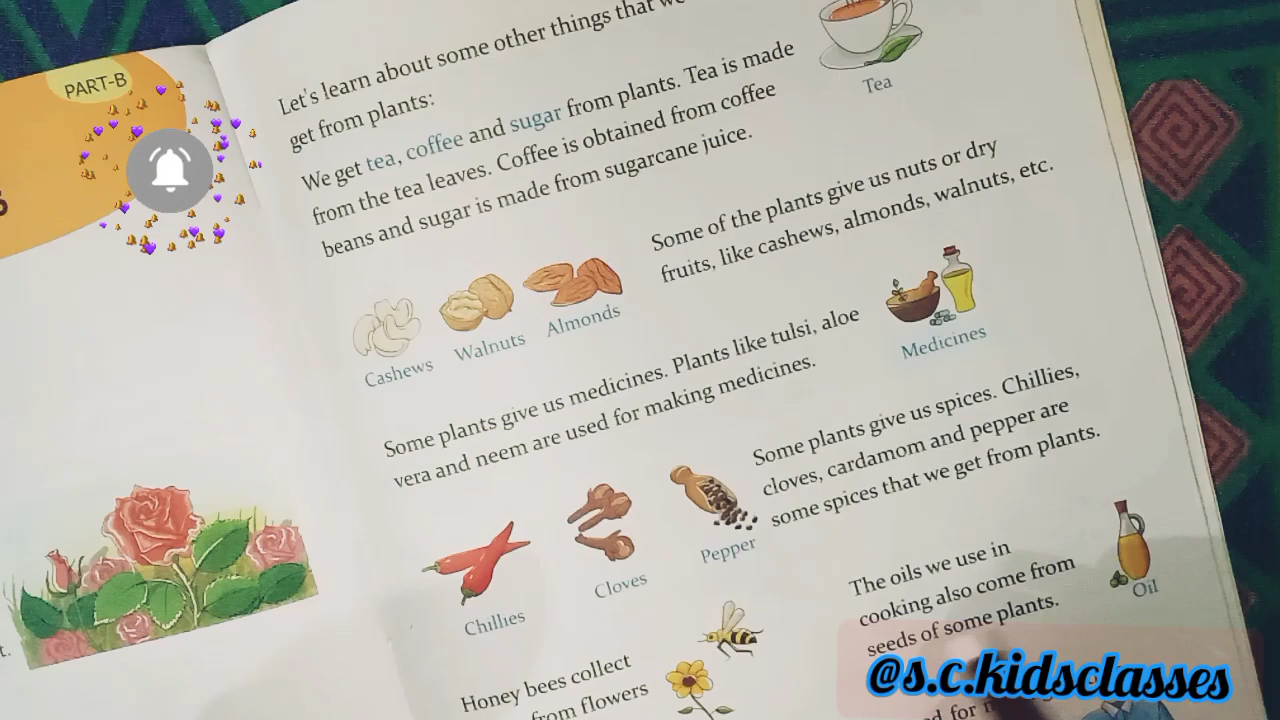 PART-B
Let's learn about some other things that we
get from plants:
We get tea, coffee and sugar from plants. Tea is made
from the tea leaves. Coffee is obtained from coffee
beans and sugar is made from sugarcane juice.
Tea
Some of the plants give us nuts or dry
fruits, like cashews, almonds, walnuts, etc.
Cashews
Walnuts
Almonds
Some plants give us medicines. Plants like tulsi, aloe
vera and neem are used for making medicines.
Medicines
Some plants give us spices. Chillies,
cloves, cardamom and pepper are
some spices that we get from plants.
Chillies
Cloves
Pepper
The oils we use in
cooking also come from
seeds of some plants.
Oil
Honey bees collect
from flowers
for
t.
@s.c.kidsclasses